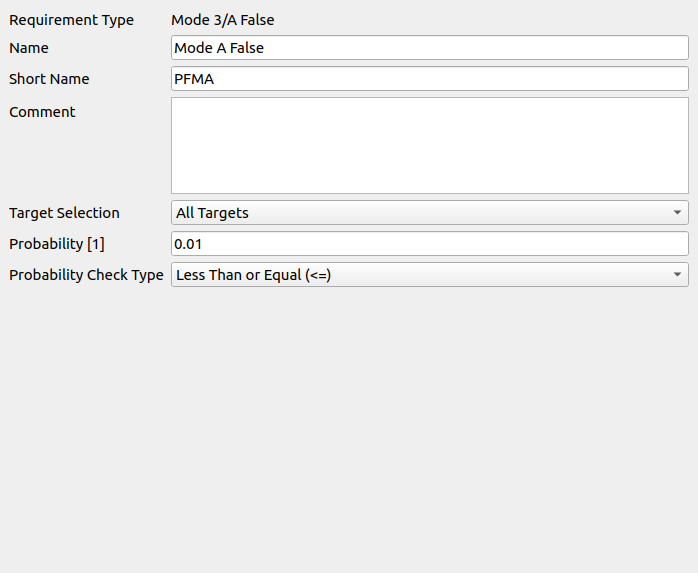 Requirement Type Mode 3/A False
Name Mode A False
Short Name PFMA
Comment
Target Selection All Targets
Probability [1] 0.01
Probability Check Type Less Than or Equal (<=)